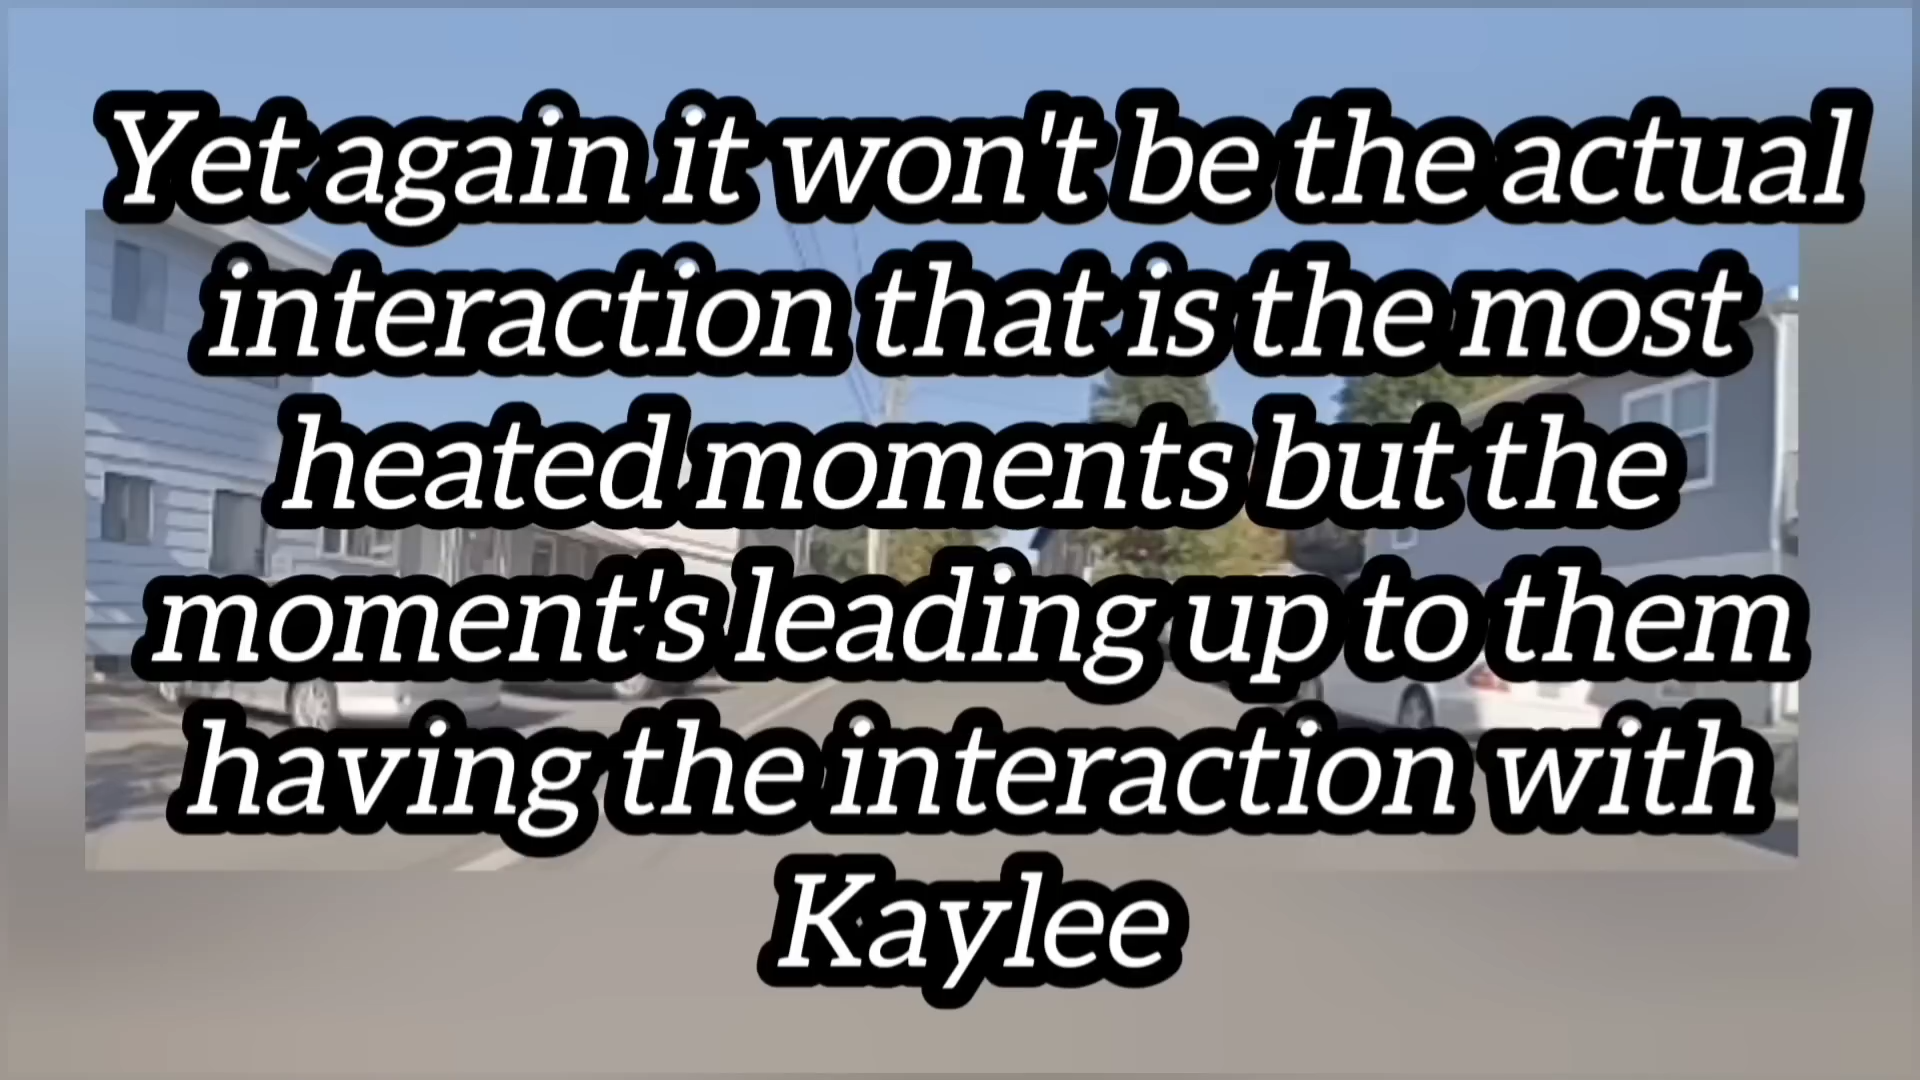 Yet again it won't be the actual
interaction that is the most
heated moments but the
moment's leading up to them
having the interaction with
Kaylee